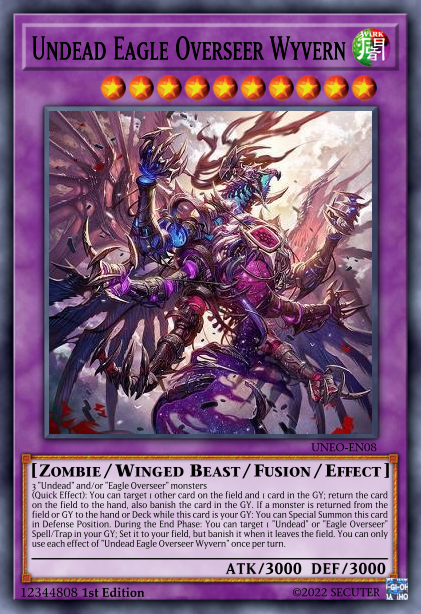 UNDEAD EAGLE OVERSEER WYVERN
WARK
UNEO-EN08
[ZOMBIE / WINGED BEAST / FUSION / EFFECT]
3 "Undead" and/or "Eagle Overseer" monsters
(Quick Effect): You can target 1 other card on the field and 1 card in the GY; return the card
on the field to the hand, also banish the card in the GY. If a monster is returned from the
field or GY to the hand or Deck while this card is your GY: You can Special Summon this card
in Defense Position. During the End Phase: You can target 1 "Undead" or "Eagle Overseer"
Spell/Trap in your GY; Set it to your field, but banish it when it leaves the field. You can only
use each effect of "Undead Eagle Overseer Wyvern" once per turn.
ATK/3000 DEF/3000
12344808 1st Edition
©2022 SECUTER